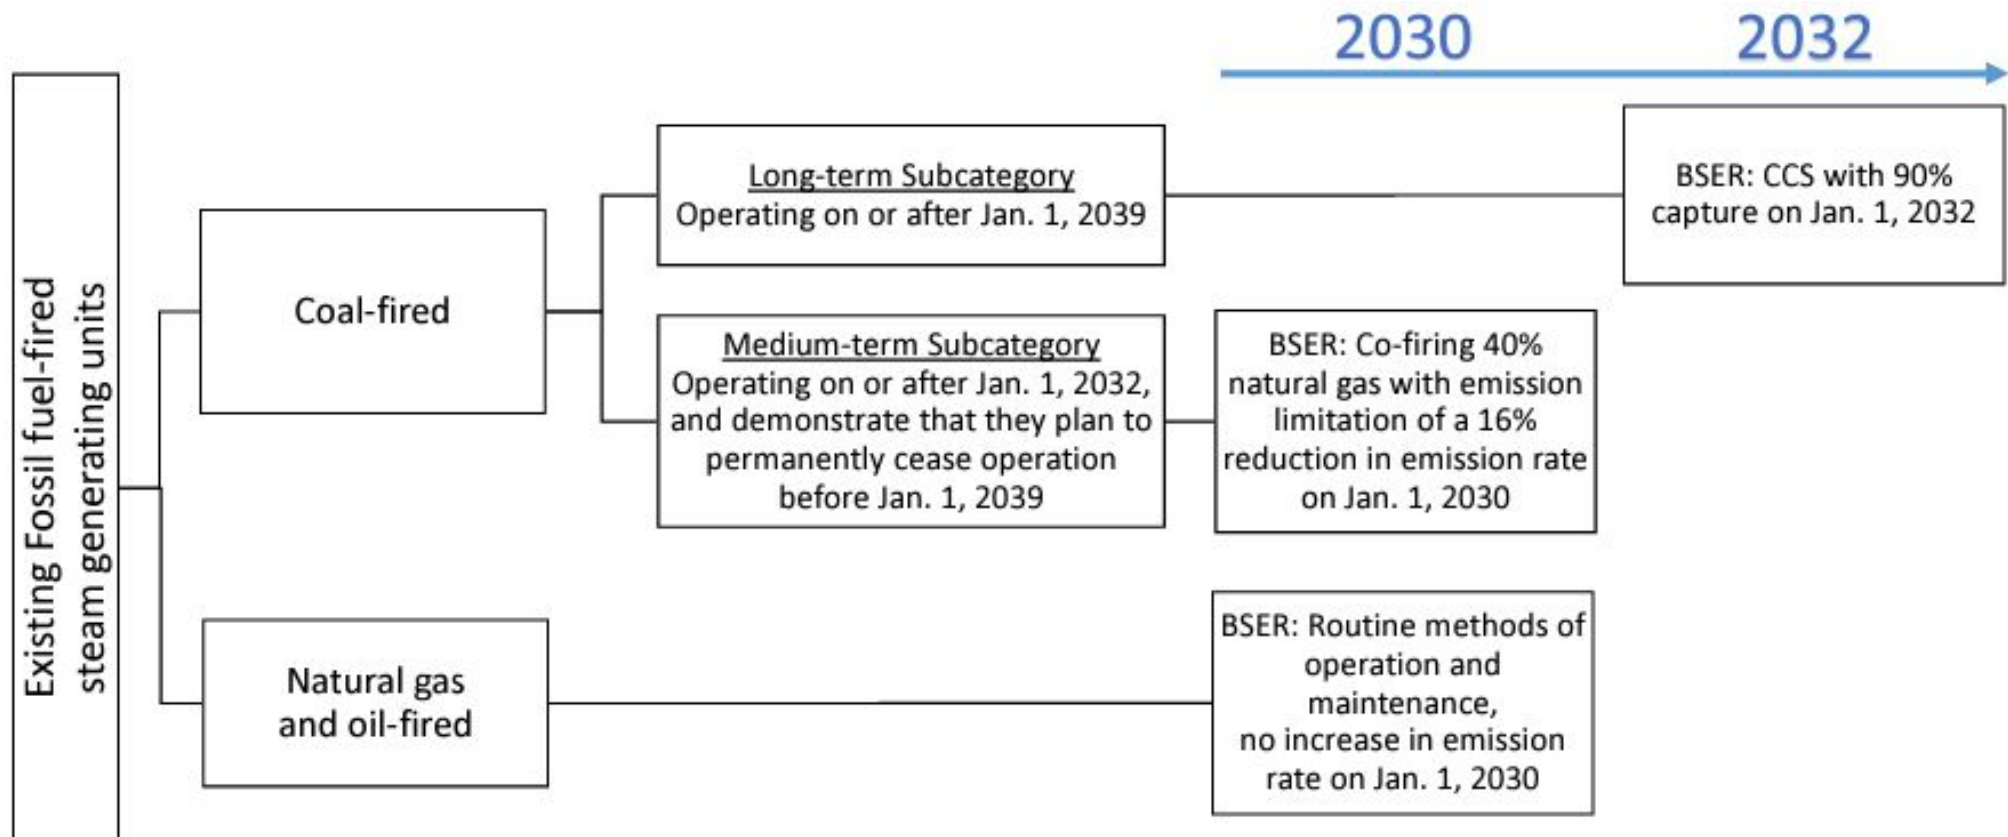 2030
2032
Existing Fossil fuel-fired
steam generating units
Coal-fired
Long-term Subcategory
Operating on or after Jan. 1, 2039
BSER: CCS with 90%
capture on Jan. 1, 2032
Medium-term Subcategory
Operating on or after Jan. 1, 2032,
and demonstrate that they plan to
permanently cease operation
before Jan. 1, 2039
BSER: Co-firing 40%
natural gas with emission
limitation of a 16%
reduction in emission rate
on Jan. 1, 2030
Natural gas
and oil-fired
BSER: Routine methods of
operation and
maintenance,
no increase in emission
rate on Jan. 1, 2030